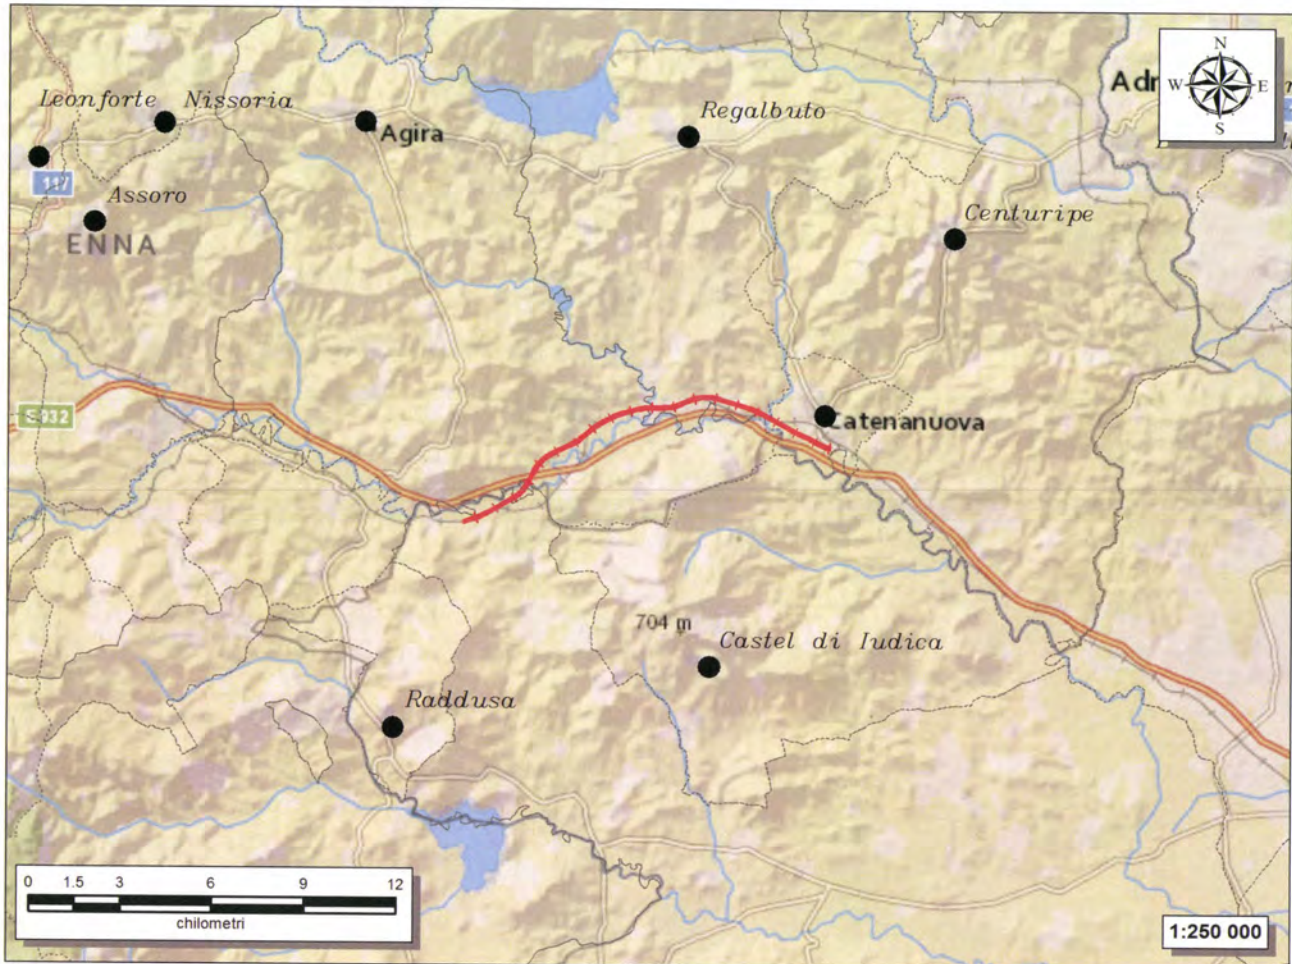 N
W E
S
Adr
Leonforte
Nissoria
Agira
Regalbuto
117
Assoro
ENNA
Centuripe
S932
Catenanuova
704 m
Castel di Iudica
Raddusa
0 1.5 3 6 9 12
chilometri
1:250 000